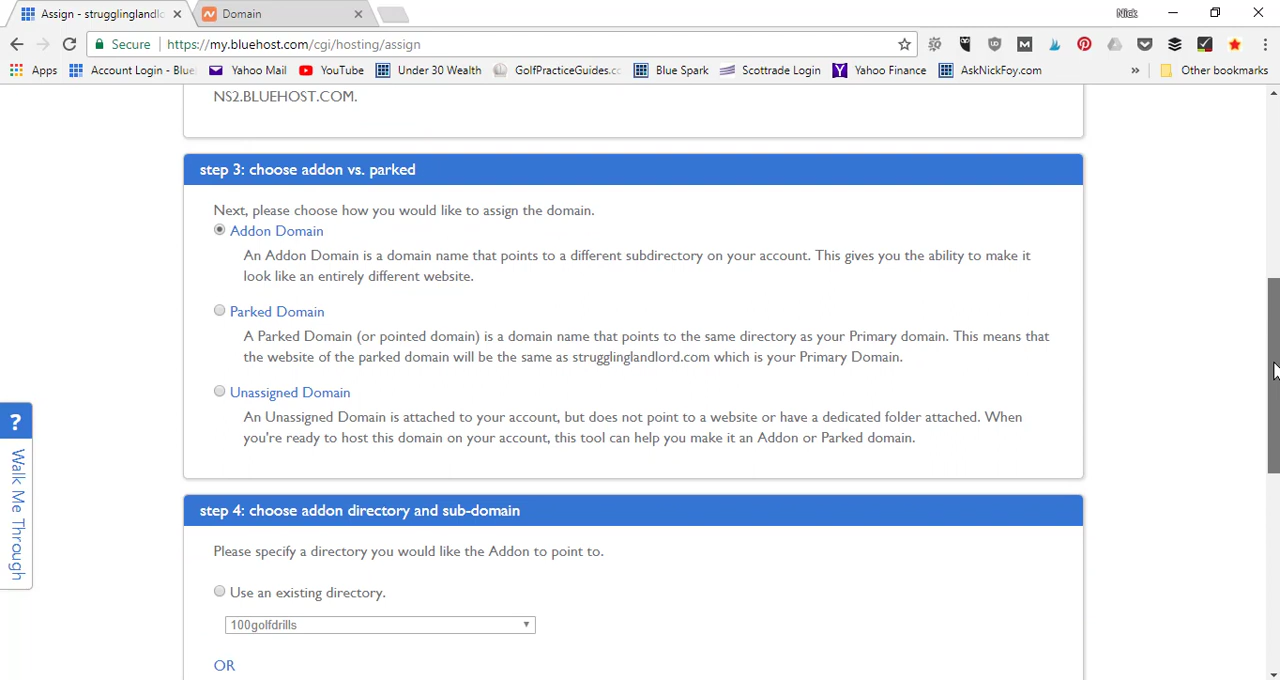 Assign - strugglinglandlo
Domain
Nick
Secure
https://my.bluehost.com/cgi/hosting/assign
Apps
Account Login - Blue
Yahoo Mail
YouTube
Under 30 Wealth
GolfPracticeGuides.cc
Blue Spark
Scottrade Login
Yahoo Finance
AskNickFoy.com
»
Other bookmarks
NS2.BLUEHOST.COM.
step 3: choose addon vs. parked
Next, please choose how you would like to assign the domain.
Addon Domain
An Addon Domain is a domain name that points to a different subdirectory on your account. This gives you the ability to make it
look like an entirely different website.
Parked Domain
A Parked Domain (or pointed domain) is a domain name that points to the same directory as your Primary domain. This means that
the website of the parked domain will be the same as strugglinglandlord.com which is your Primary Domain.
Unassigned Domain
An Unassigned Domain is attached to your account, but does not point to a website or have a dedicated folder attached. When
you're ready to host this domain on your account, this tool can help you make it an Addon or Parked domain.
?
Walk Me Through
step 4: choose addon directory and sub-domain
Please specify a directory you would like the Addon to point to.
Use an existing directory.
100golfdrills
OR